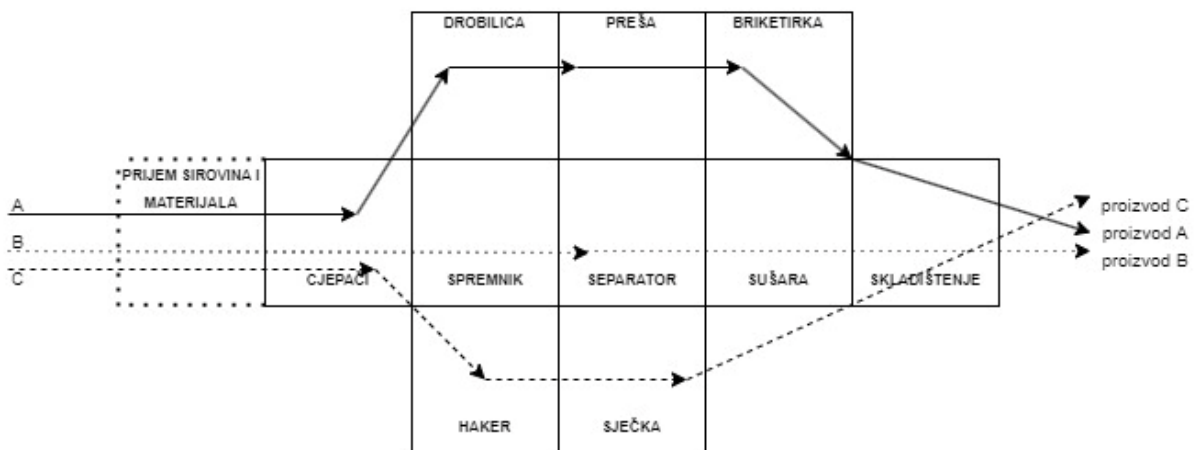 DROBILICA
PREŠA
BRIKETIRKA
PRIJEM SIROVINA I
MATERIJALA
A
B
C
CJEPAČI
SPREMNIK
SEPARATOR
SUŠARA
SKLADIŠTENJE
proizvod C
proizvod A
proizvod B
HAKER
SJEČKA